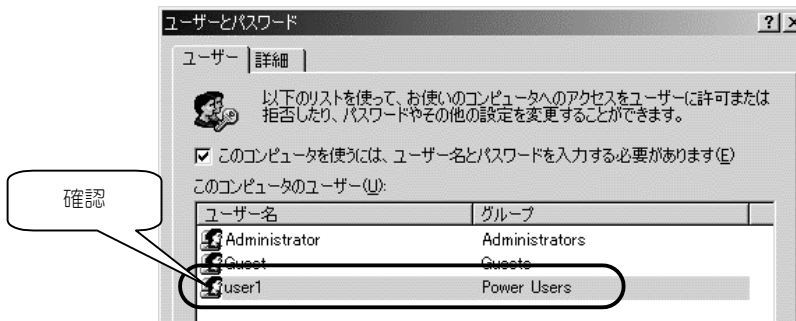 ユーザーとパスワード
ユーザー 詳細
以下のリストを使って、お使いのコンピュータへのアクセスをユーザーに許可または
拒否したり、パスワードやその他の設定を変更することができます。
このコンピュータを使うには、ユーザー名とパスワードを入力する必要があります(E)
このコンピュータのユーザー(U):
確認
ユーザー名 グループ
Administrator Administrators
Guest Guests
user1 Power Users